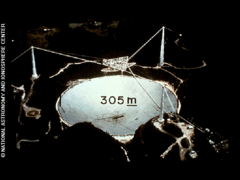 © NATIONAL ASTRONOMY AND IONOSPHERE CENTER
305 m